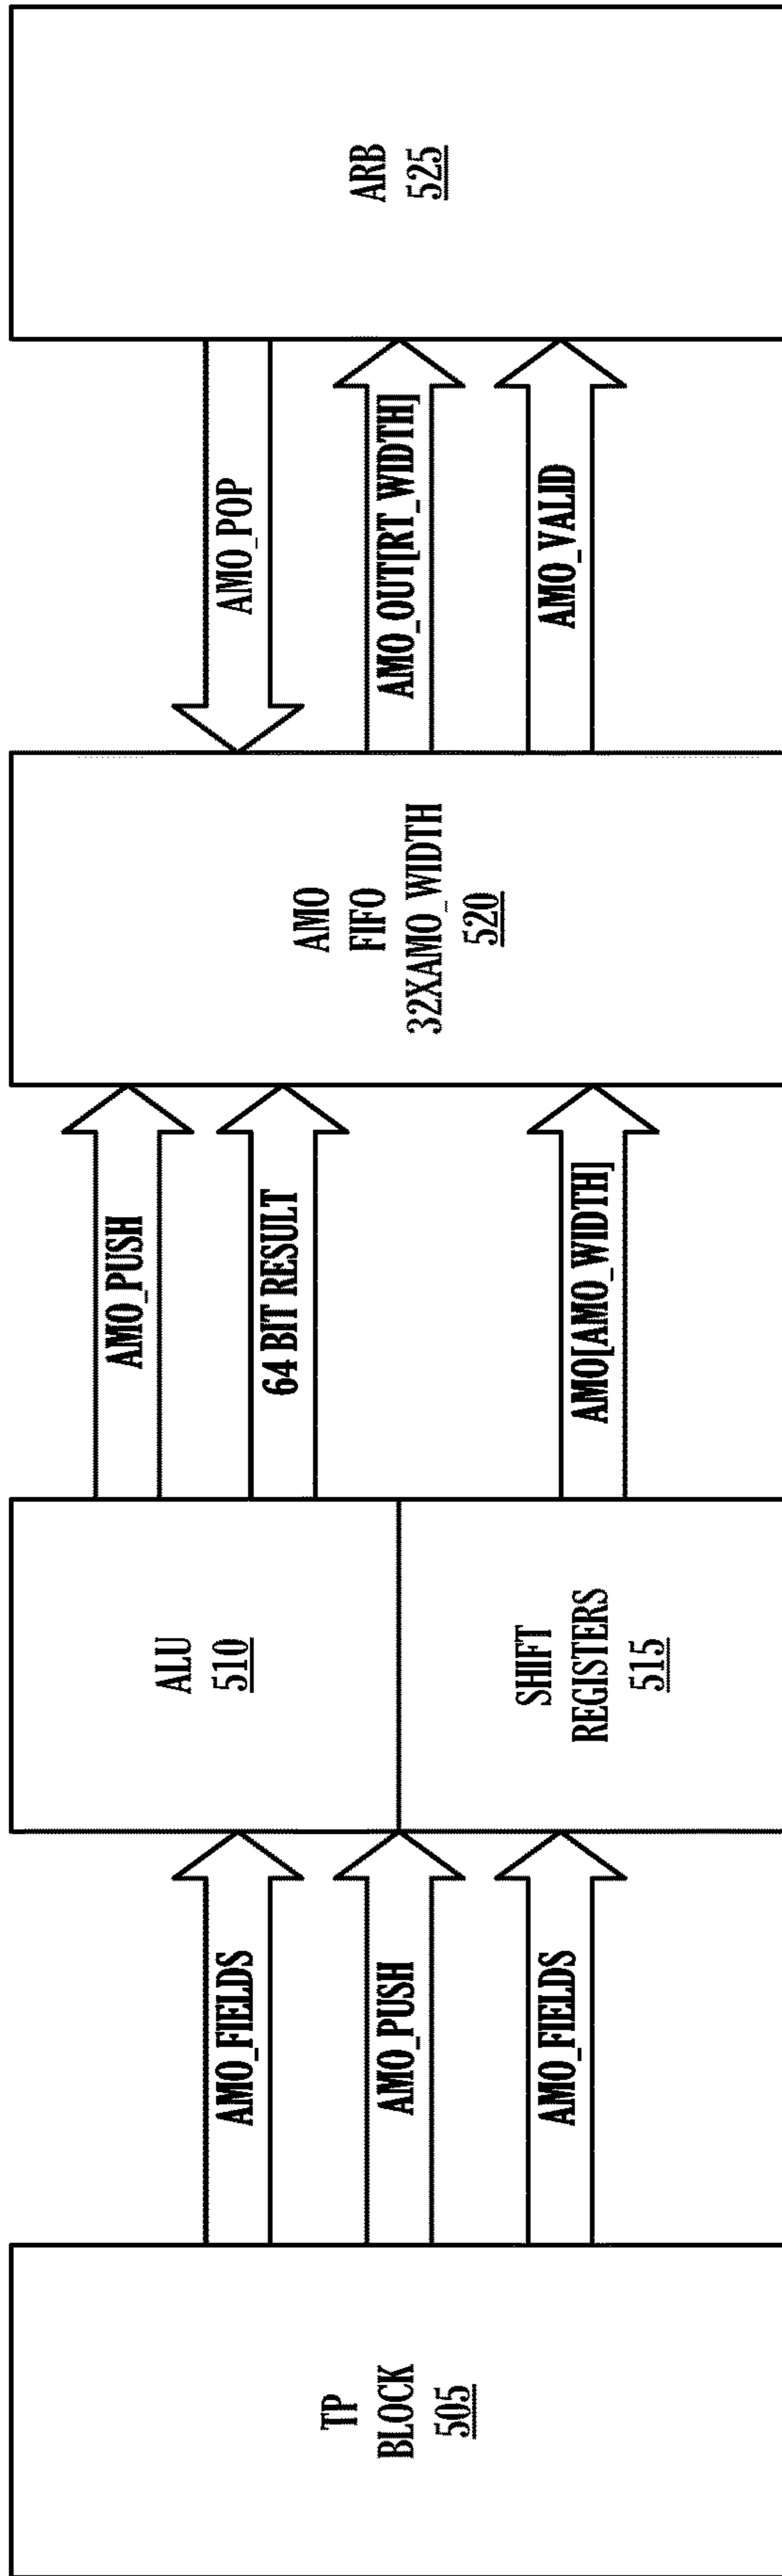 TP
BLOCK
505
AMO_FIELDS
AMO_PUSH
AMO_FIELDS
ALU
510
SHIFT
REGISTERS
515
AMO_PUSH
64 BIT RESULT
AMO[AMO_WIDTH]
AMO
FIFO
32XAMO_WIDTH
520
AMO_POP
AMO_OUT[RT_WIDTH]
AMO_VALID
ARB
525